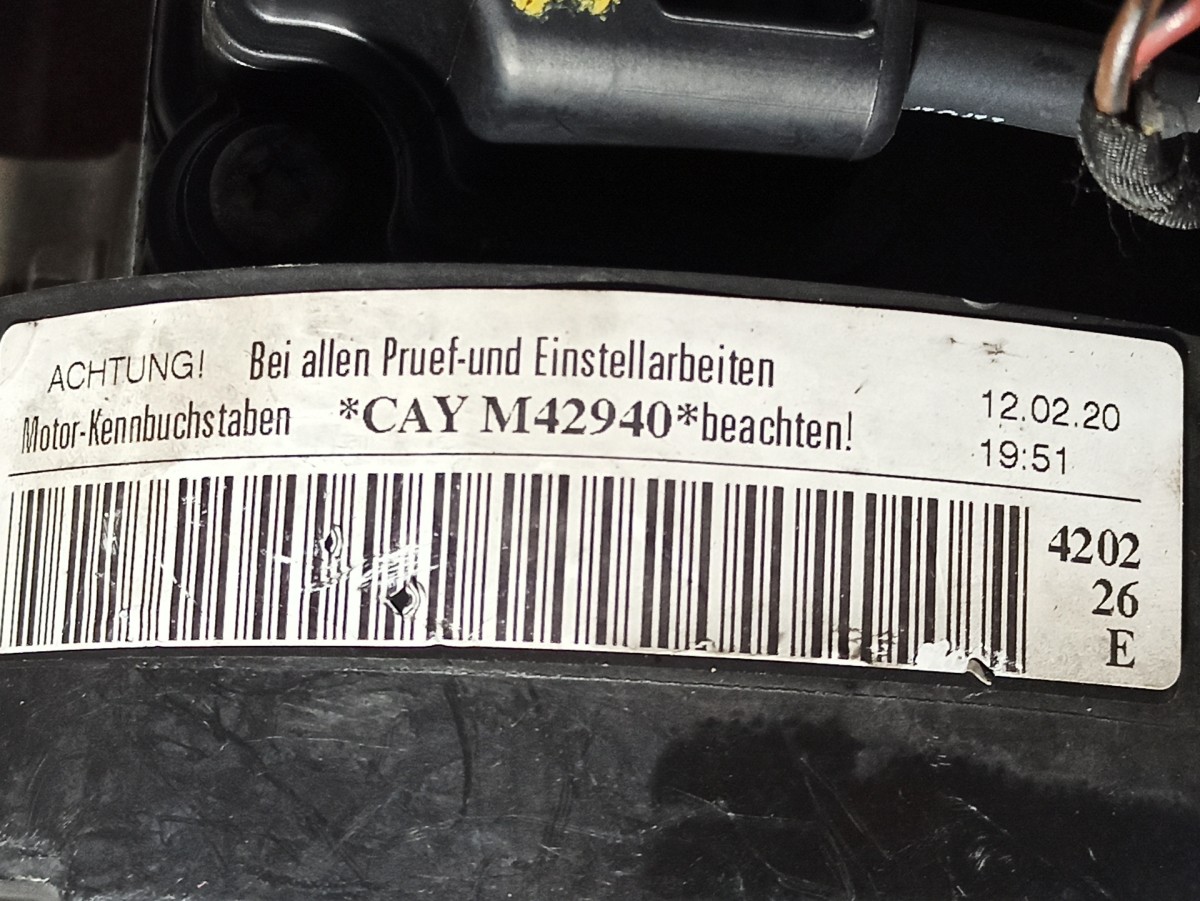 ACHTUNG! Bei allen Pruef-und Einstellarbeiten
Motor-Kennbuchstaben *CAY M42940*beachten!
12.02.20
19:51
4202
26
E